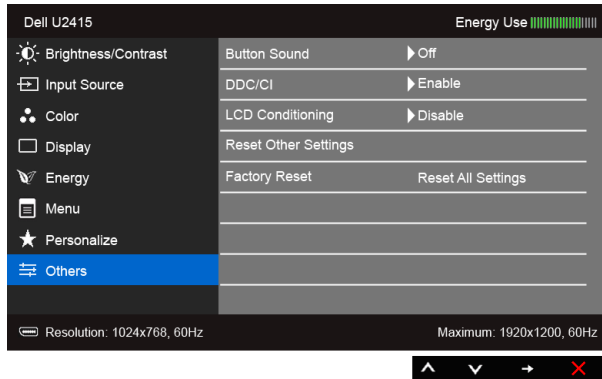 Dell U2415 Energy Use
Brightness/Contrast Button Sound Off
Input Source DDC/CI Enable
Color LCD Conditioning Disable
Display Reset Other Settings
Energy Factory Reset Reset All Settings
Menu
Personalize
Others
Resolution: 1024x768, 60Hz Maximum: 1920x1200, 60Hz